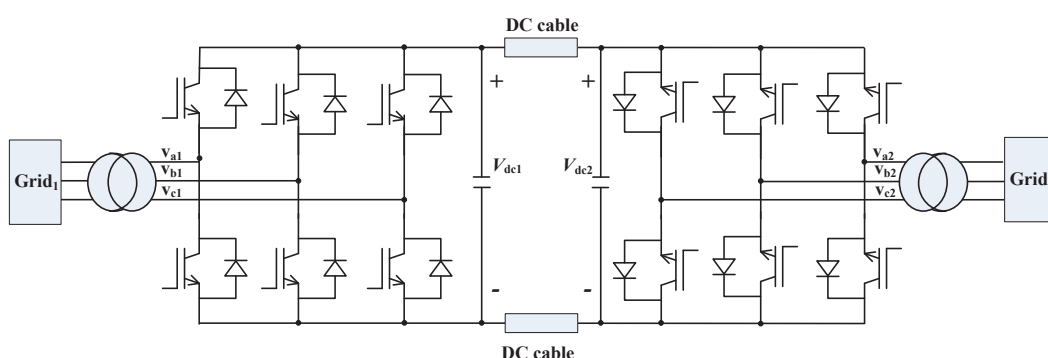 DC cable
+
+
va1
vb1
vc1
Grid1
Vdc1
Vdc2
va2
vb2
vc2
Grid
-
-
DC cable